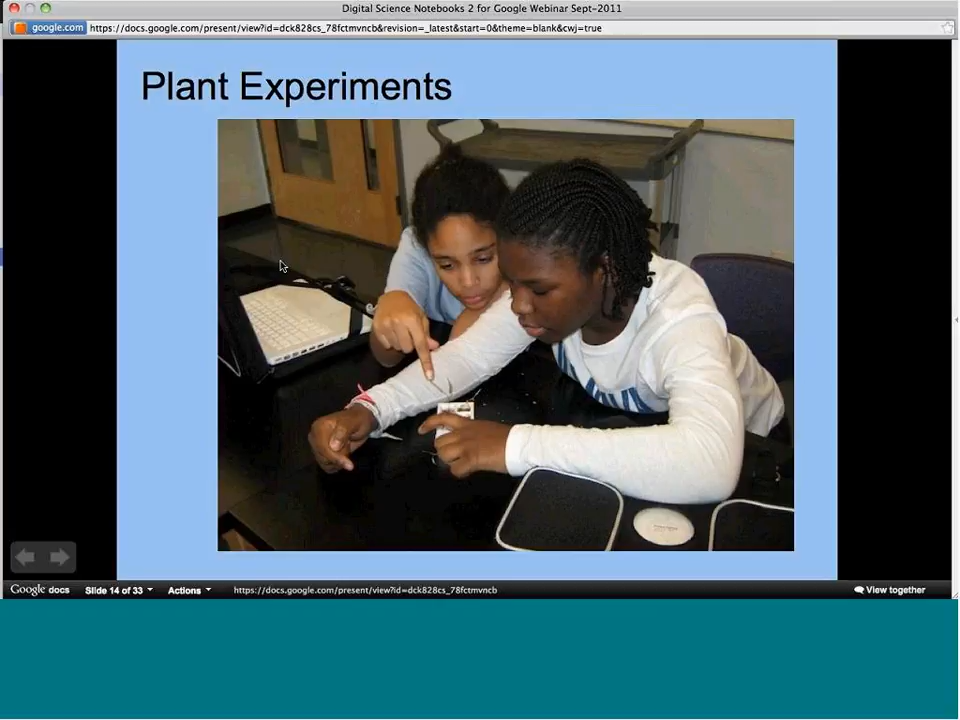 Digital Science Notebooks 2 for Google Webinar Sept-2011
google.com https://docs.google.com/present/view?id=dck828cs_78fctmvncb&revision=_latest&start=0&theme=blank&cwj=true
Plant Experiments
Google docs Slide 14 of 33 Actions https://docs.google.com/present/view?id=dck828cs_78fctmvncb View together